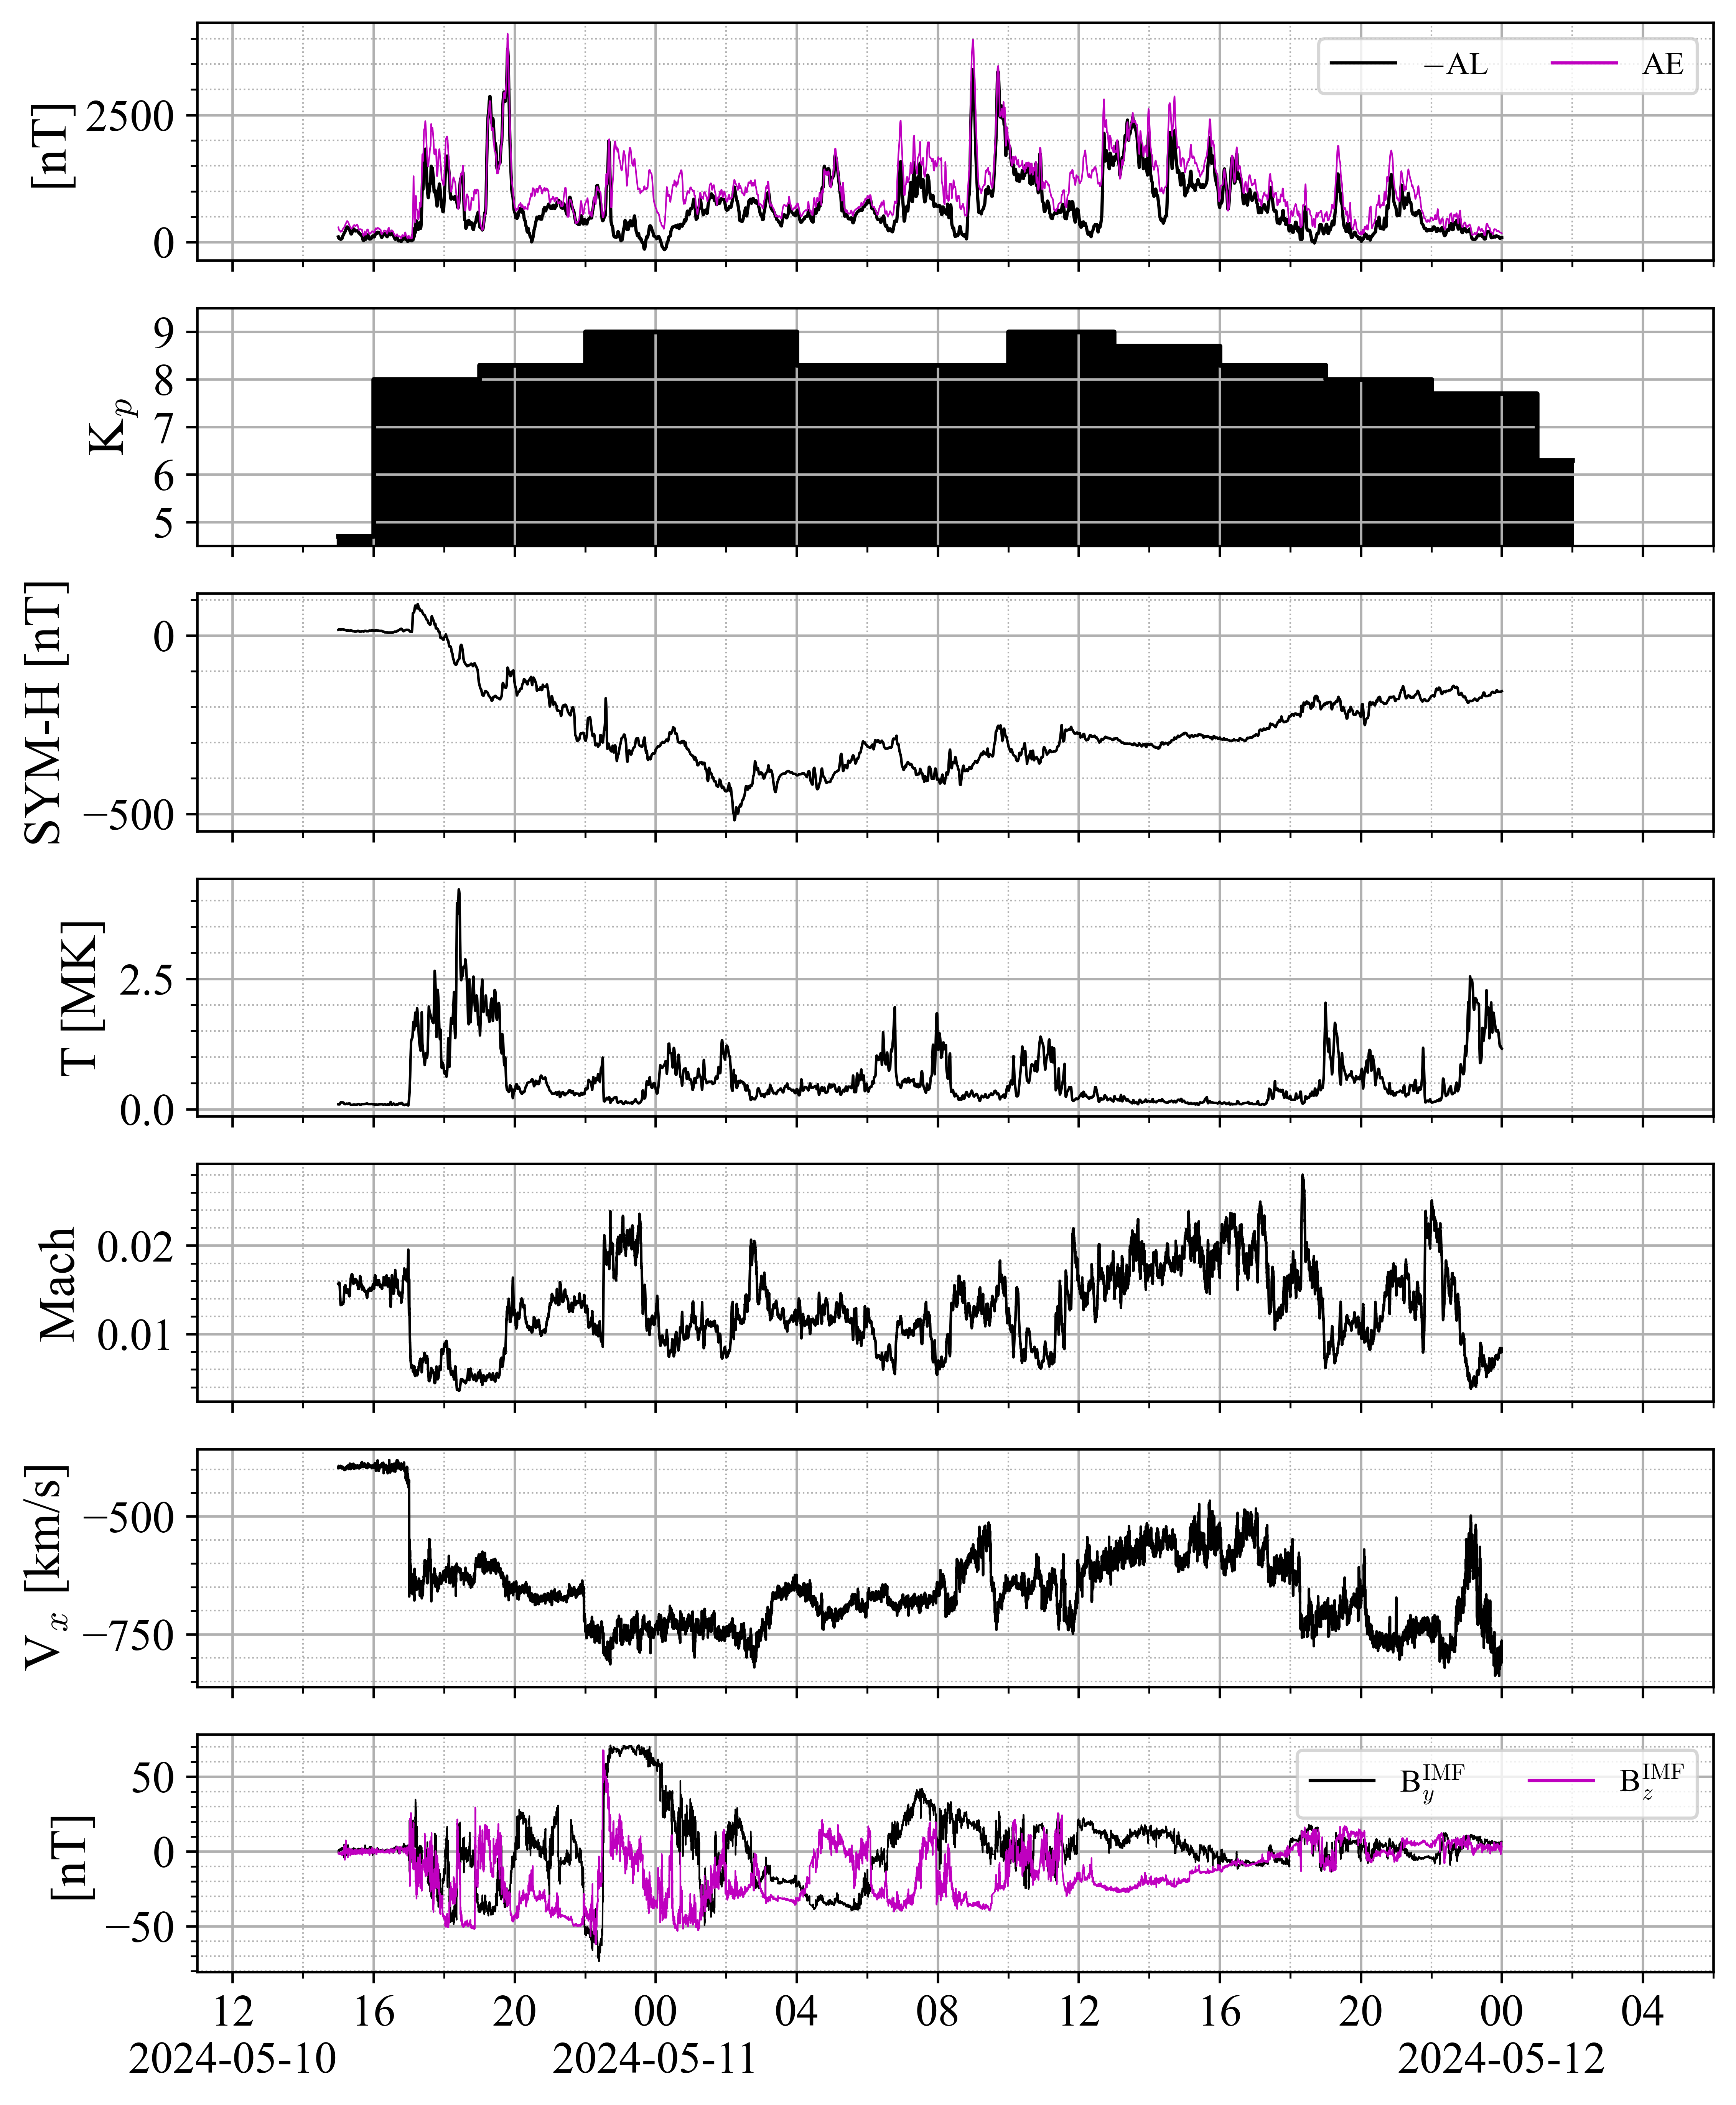 [nT]
2500
0
−AL AE
K_p
9
8
7
6
5
SYM-H [nT]
0
−500
T [MK]
2.5
0.0
Mach
0.02
0.01
V_x [km/s]
−500
−750
[nT]
50
0
−50
B_y^IMF B_z^IMF
12 16 20 00 04 08 12 16 20 00 04
2024-05-10 2024-05-11 2024-05-12